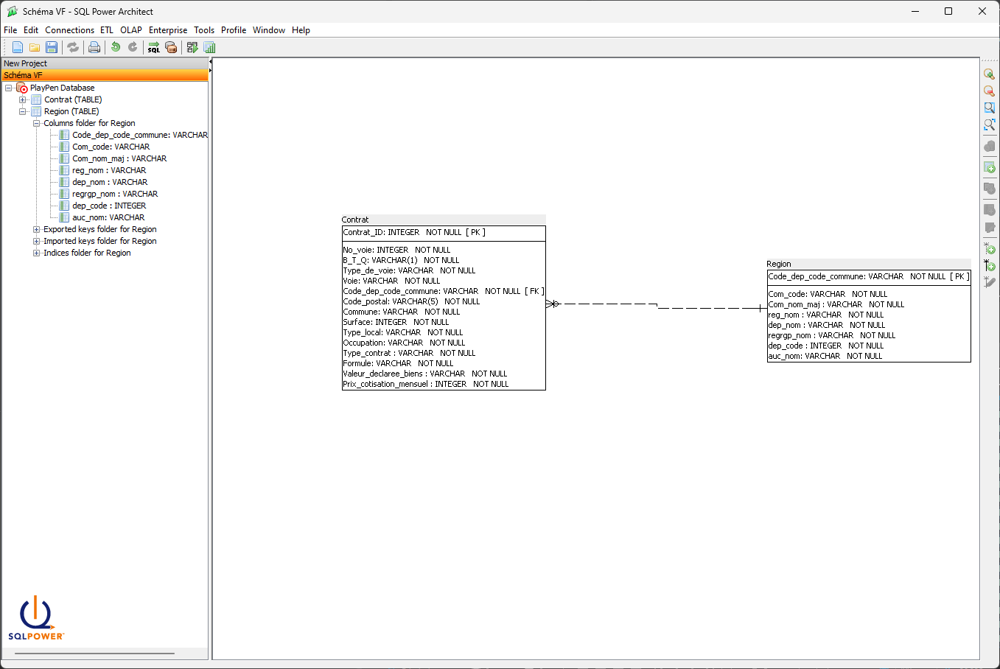 Schéma VF - SQL Power Architect
File Edit Connections ETL OLAP Enterprise Tools Profile Window Help
SQL
New Project
Schéma VF
PlayPen Database
Contrat (TABLE)
Region (TABLE)
Columns folder for Region
Code_dep_code_commune: VARCHAR
Com_code: VARCHAR
Com_nom_maj : VARCHAR
reg_nom : VARCHAR
dep_nom : VARCHAR
regrgp_nom : VARCHAR
dep_code : INTEGER
auc_nom: VARCHAR
Exported keys folder for Region
Imported keys folder for Region
Indices folder for Region
SQLPOWER
Contrat
Contrat_ID: INTEGER NOT NULL [ PK ]
No_voie: INTEGER NOT NULL
B_T_Q: VARCHAR(1) NOT NULL
Type_de_voie: VARCHAR NOT NULL
Voie: VARCHAR NOT NULL
Code_dep_code_commune: VARCHAR NOT NULL [ FK ]
Code_postal: VARCHAR(5) NOT NULL
Commune: VARCHAR NOT NULL
Surface: INTEGER NOT NULL
Type_local: VARCHAR NOT NULL
Occupation: VARCHAR NOT NULL
Type_contrat : VARCHAR NOT NULL
Formule: VARCHAR NOT NULL
Valeur_declaree_biens : VARCHAR NOT NULL
Prix_cotisation_mensuel : INTEGER NOT NULL
Region
Code_dep_code_commune: VARCHAR NOT NULL [ PK ]
Com_code: VARCHAR NOT NULL
Com_nom_maj : VARCHAR NOT NULL
reg_nom : VARCHAR NOT NULL
dep_nom : VARCHAR NOT NULL
regrgp_nom : VARCHAR NOT NULL
dep_code : INTEGER NOT NULL
auc_nom: VARCHAR NOT NULL